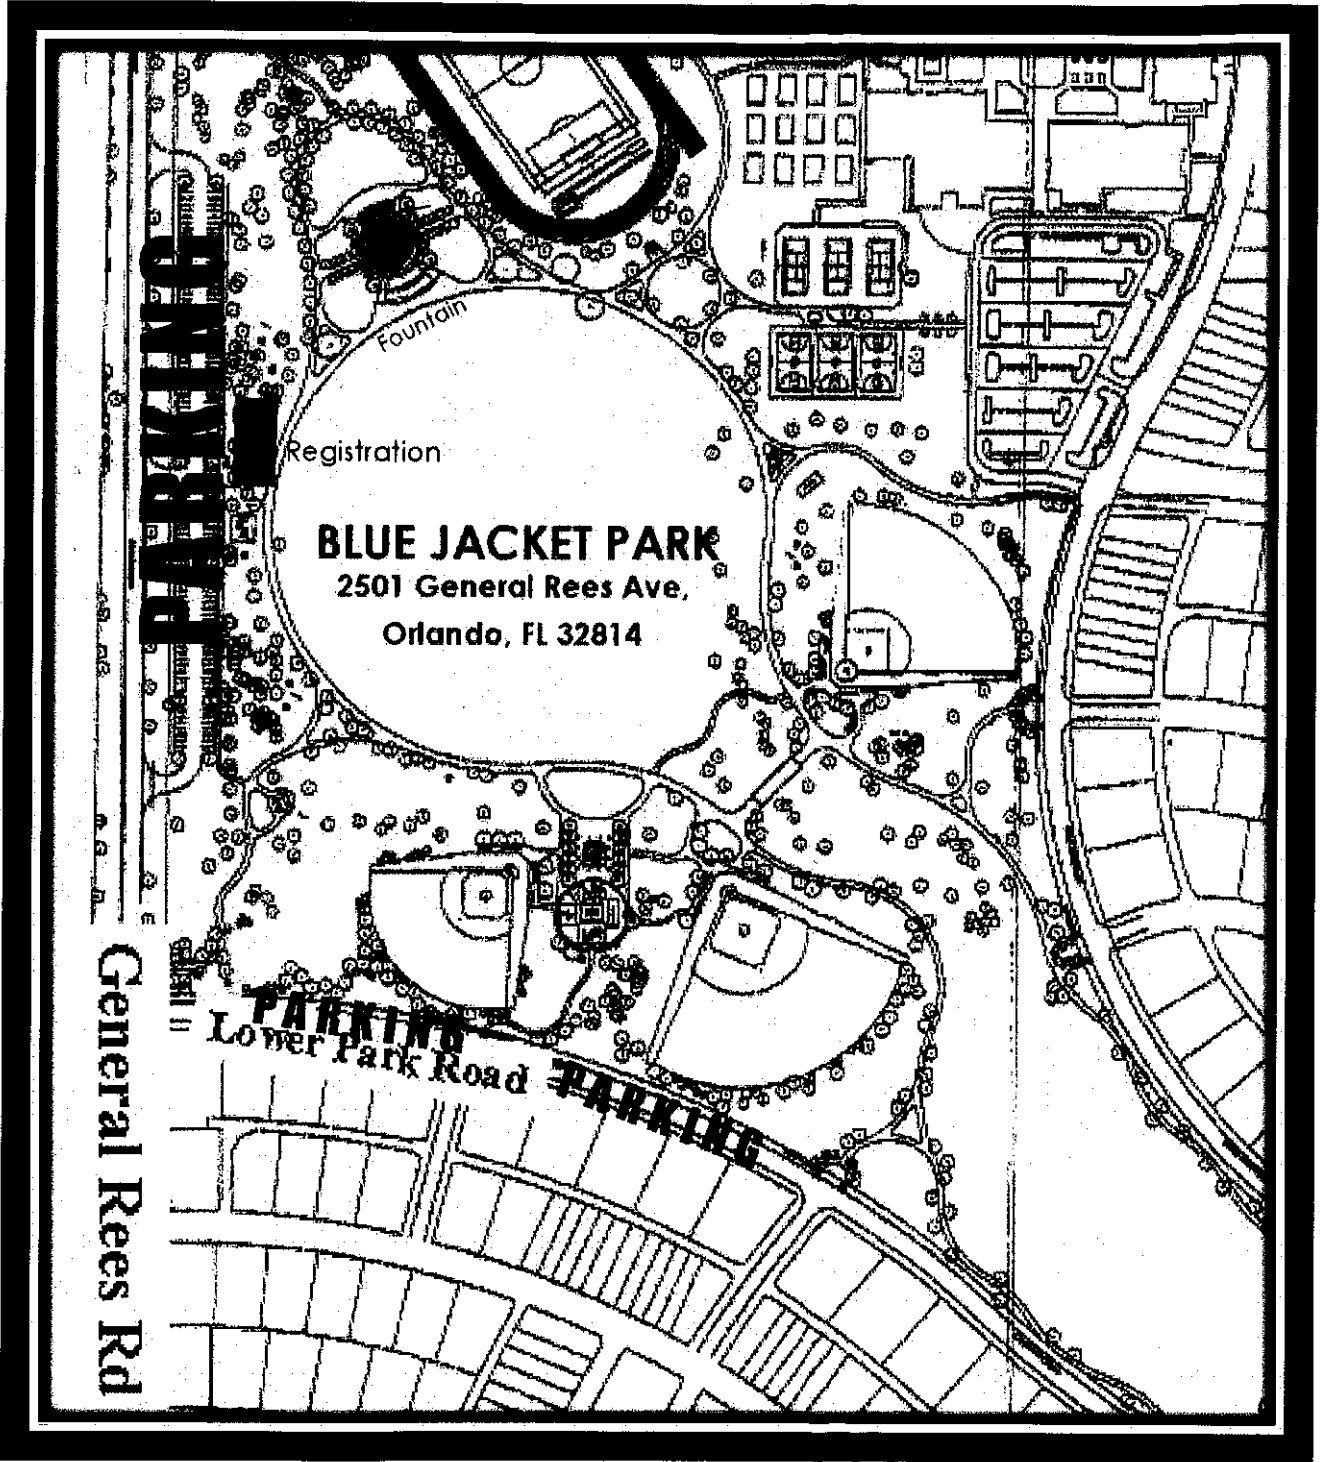 Fountain
PARKING
Registration
BLUE JACKET PARK
2501 General Rees Ave,
Orlando, FL 32814
General Rees Rd
PARKING
Lower Park Road
PARKING